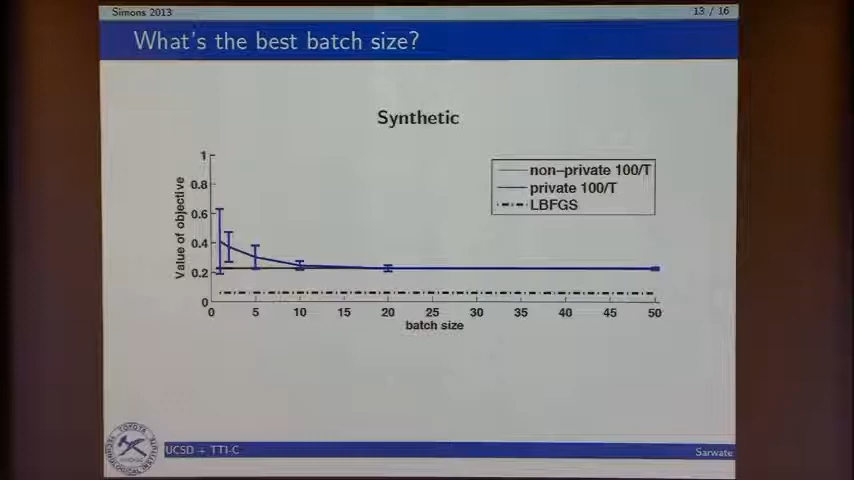 Simons 2013
13 / 16
What's the best batch size?
Synthetic
Value of objective
1
0.8
0.6
0.4
0.2
0
non-private 100/T
private 100/T
LBFGS
0 5 10 15 20 25 30 35 40 45 50
batch size
TOYOTA
UCSD + TTI-C
Sarwate